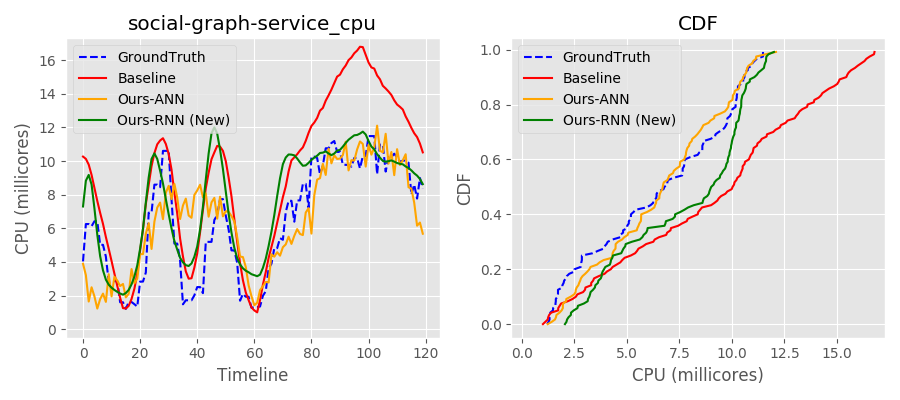 social-graph-service_cpu
CPU (millicores)
16
14
12
10
8
6
4
2
0
GroundTruth
Baseline
Ours-ANN
Ours-RNN (New)
0 20 40 60 80 100 120
Timeline
CDF
CDF
1.0
0.8
0.6
0.4
0.2
0.0
GroundTruth
Baseline
Ours-ANN
Ours-RNN (New)
0.0 2.5 5.0 7.5 10.0 12.5 15.0
CPU (millicores)